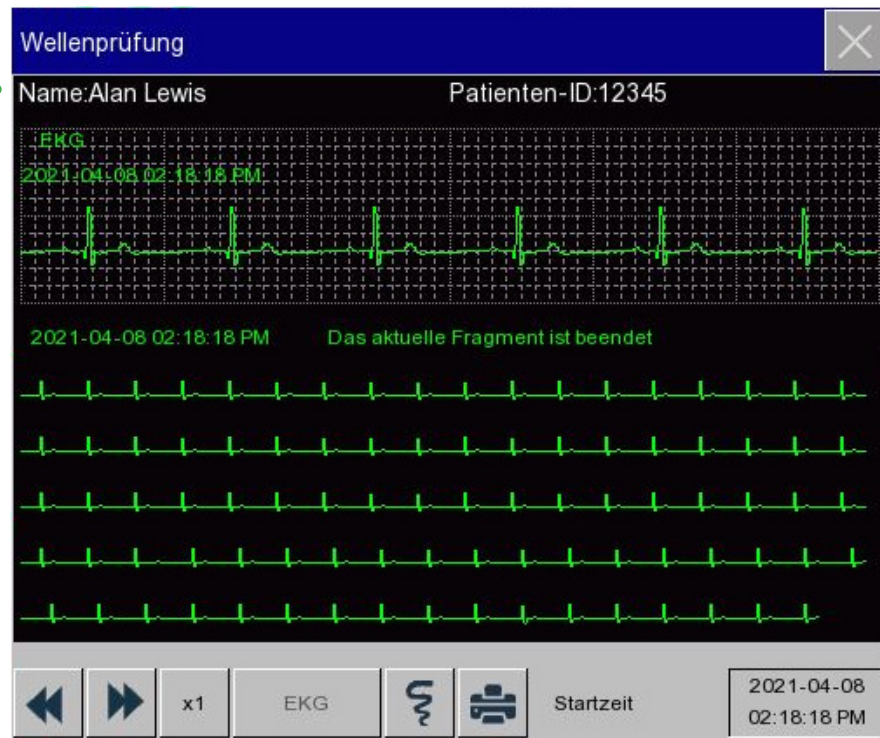 Wellenprüfung
Name:Alan Lewis Patienten-ID:12345
EKG
2021-04-08 02:18:18 PM
2021-04-08 02:18:18 PM Das aktuelle Fragment ist beendet
x1 EKG Startzeit 2021-04-08
02:18:18 PM